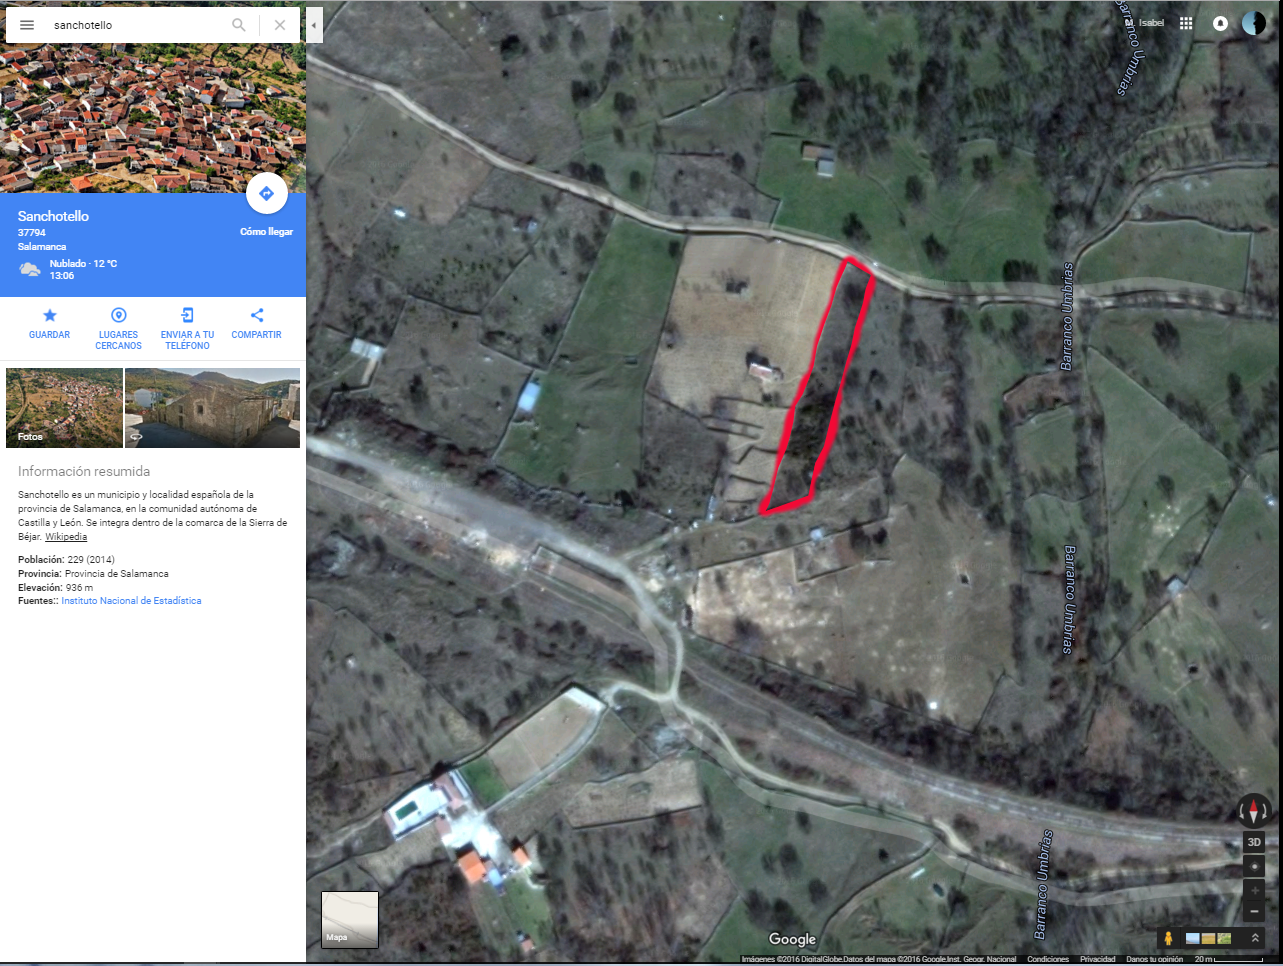 sanchotello
Isabel
Sanchotello
37794
Salamanca
Cómo llegar
Nublado · 12 °C
13:06
GUARDAR
LUGARES CERCANOS
ENVIAR A TU TELÉFONO
COMPARTIR
Fotos
Información resumida
Sanchotello es un municipio y localidad española de la
provincia de Salamanca, en la comunidad autónoma de
Castilla y León. Se integra dentro de la comarca de la Sierra de
Béjar. Wikipedia
Población: 229 (2014)
Provincia: Provincia de Salamanca
Elevación: 936 m
Fuentes:: Instituto Nacional de Estadística
Barranco Umbrias
Barranco Umbrias
Barranco Umbrias
Barranco Umbrias
3D
Mapa
Google
Imágenes ©2016 DigitalGlobe,Datos del mapa ©2016 Google,Inst. Geogr. Nacional Condiciones Privacidad Danos tu opinión 20 m